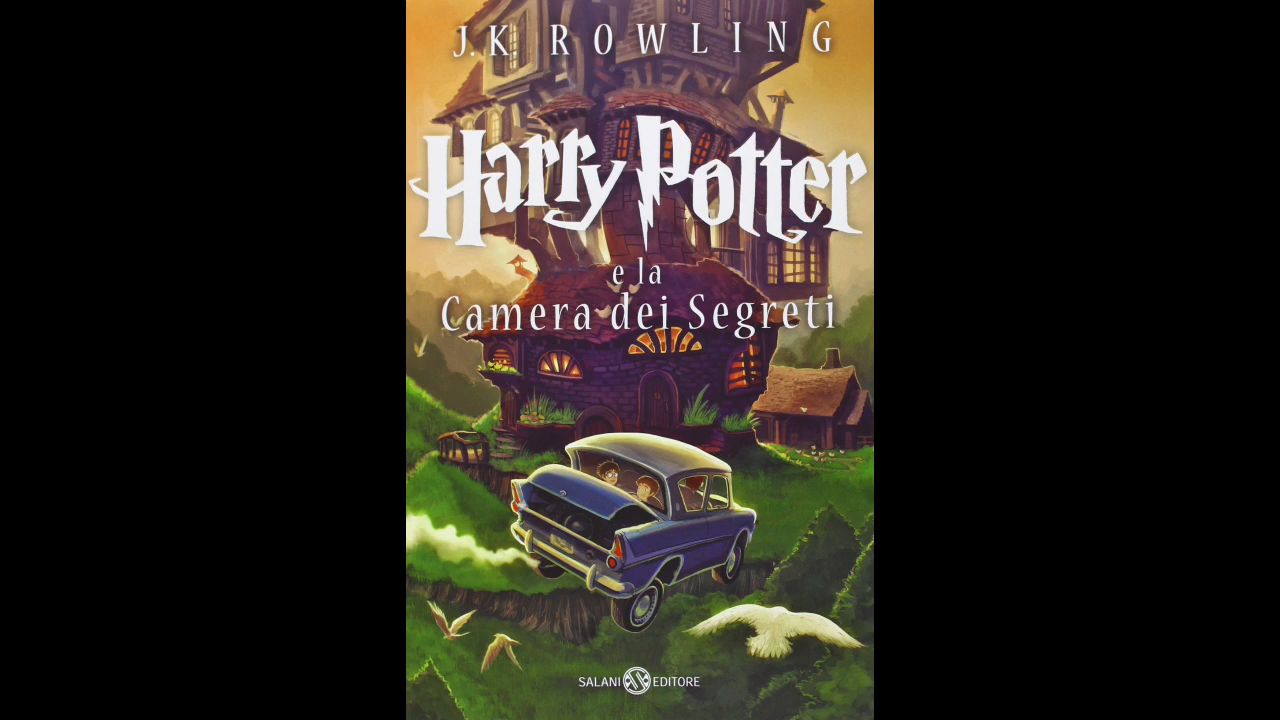 J.K. ROWLING
Harry Potter
e la
Camera dei Segreti
SALANI EDITORE